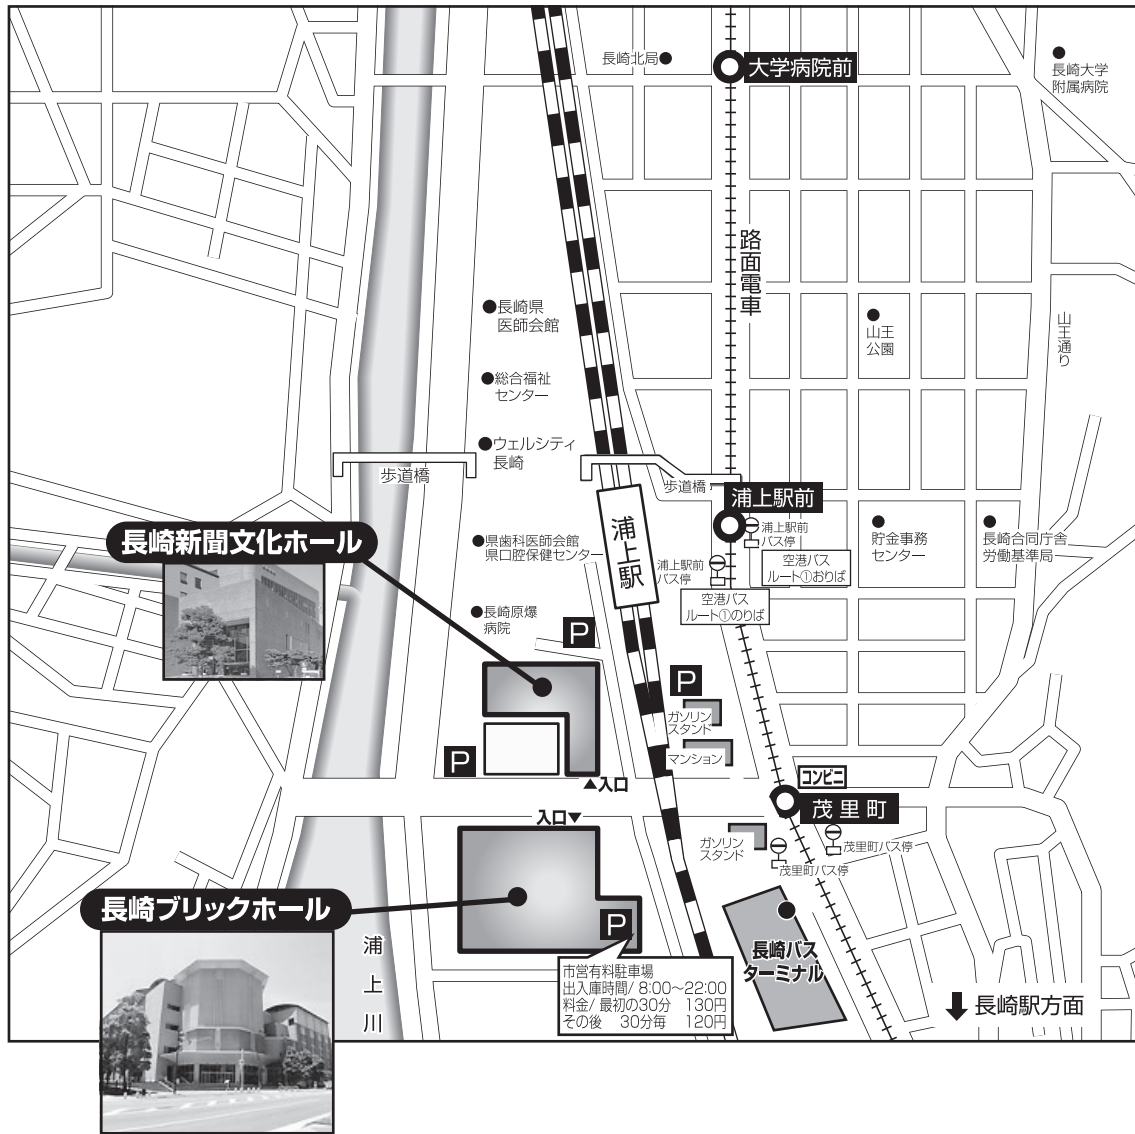 長崎北局
大学病院前
長崎大学
附属病院
路面電車
長崎県
医師会館
山王
公園
山王通り
総合福祉
センター
ウェルシティ
長崎
歩道橋
歩道橋
浦上駅前
浦上駅
浦上駅前
バス停
貯金事務
センター
長崎合同庁舎
労働基準局
長崎新聞文化ホール
県歯科医師会館
県口腔保健センター
浦上駅前
バス停
空港バス
ルート①おりば
空港バス
ルート①のりば
長崎原爆
病院
P
P
ガソリン
スタンド
マンション
P
▲入口
コンビニ
茂里町
入口▼
ガソリン
スタンド
茂里町バス停
茂里町バス停
長崎ブリックホール
P
長崎バス
ターミナル
浦上川
市営有料駐車場
出入庫時間/8:00〜22:00
料金/最初の30分 130円
その後 30分毎 120円
長崎駅方面